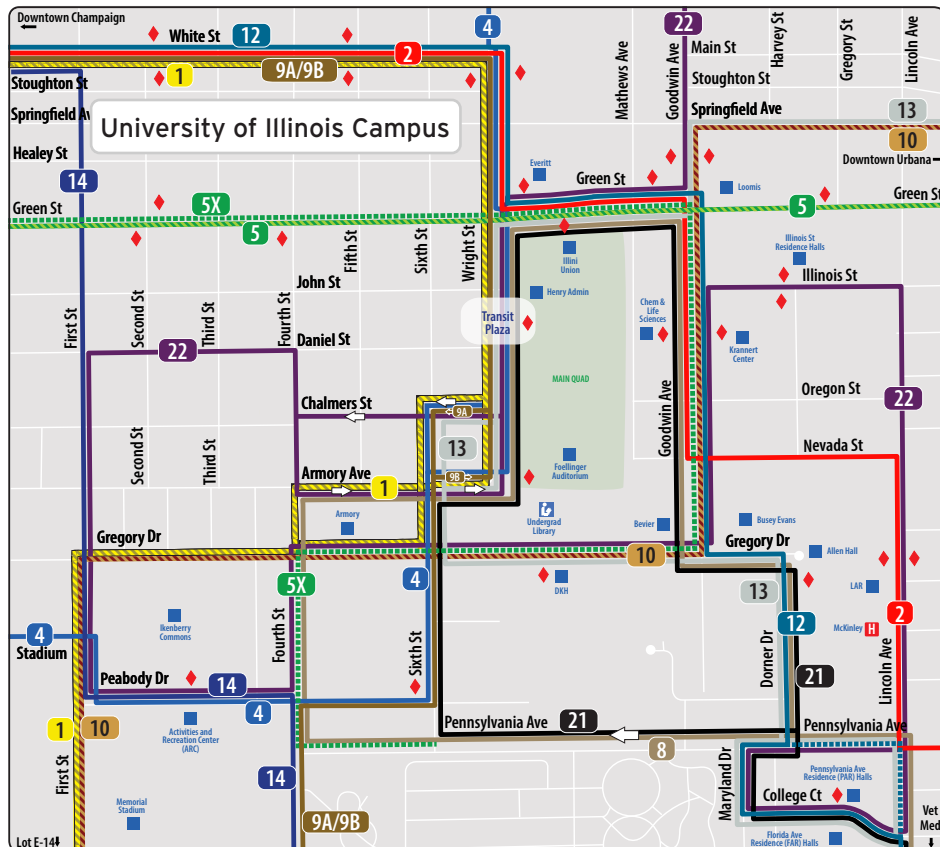 Downtown Champaign
White St
12
4
22
2
9A/9B
1
Main St
Stoughton St
Springfield Ave
Mathews Ave
Goodwin Ave
Harvey St
Gregory St
Lincoln Ave
Stoughton St
Springfield Av
University of Illinois Campus
13
10
Healey St
14
Downtown Urbana
Everitt
Green St
Loomis
Green St
5X
5
5
Green St
Illini
Union
Illinois St
Residence Halls
Illinois St
Fifth St
Sixth St
Wright St
John St
Henry Admin
Transit
Plaza
Chem & Life
Sciences
Krannert
Center
First St
Second St
Third St
Fourth St
Daniel St
22
MAIN QUAD
Goodwin Ave
Oregon St
22
Chalmers St
9A
13
Nevada St
Second St
Third St
Armory Ave
9B
1
Foellinger
Auditorium
Armory
Undergrad
Library
Bevier
Busey Evans
Gregory Dr
10
Gregory Dr
Allen Hall
5X
4
DKH
13
LAR
Ikenberry
Commons
12
2
McKinley
H
4
Stadium
Fourth St
Sixth St
Dorner Dr
Lincoln Ave
Peabody Dr
14
4
21
1
10
Activities and
Recreation Center
(ARC)
Pennsylvania Ave
21
Pennsylvania Ave
8
First St
14
Maryland Dr
Pennsylvania Ave
Residence (PAR) Halls
College Ct
Memorial
Stadium
9A/9B
Vet
Med
Lot E-14
Florida Ave
Residence (FAR) Halls